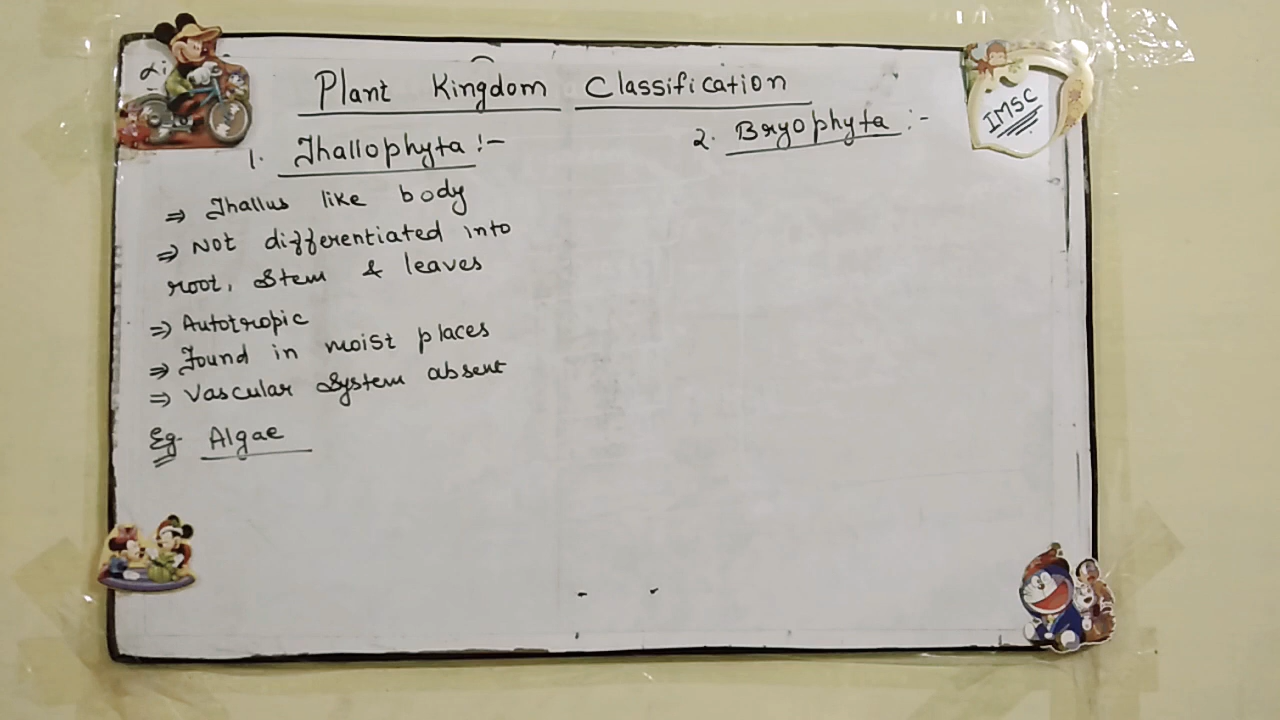 Plant Kingdom Classification
IMSC
1. Thallophyta :-
⇒ Thallus like body
⇒ Not differentiated into
root, Stem & leaves
⇒ Autotropic
⇒ Found in moist places
⇒ Vascular System absent
Eg. Algae
2. Bryophyta :-